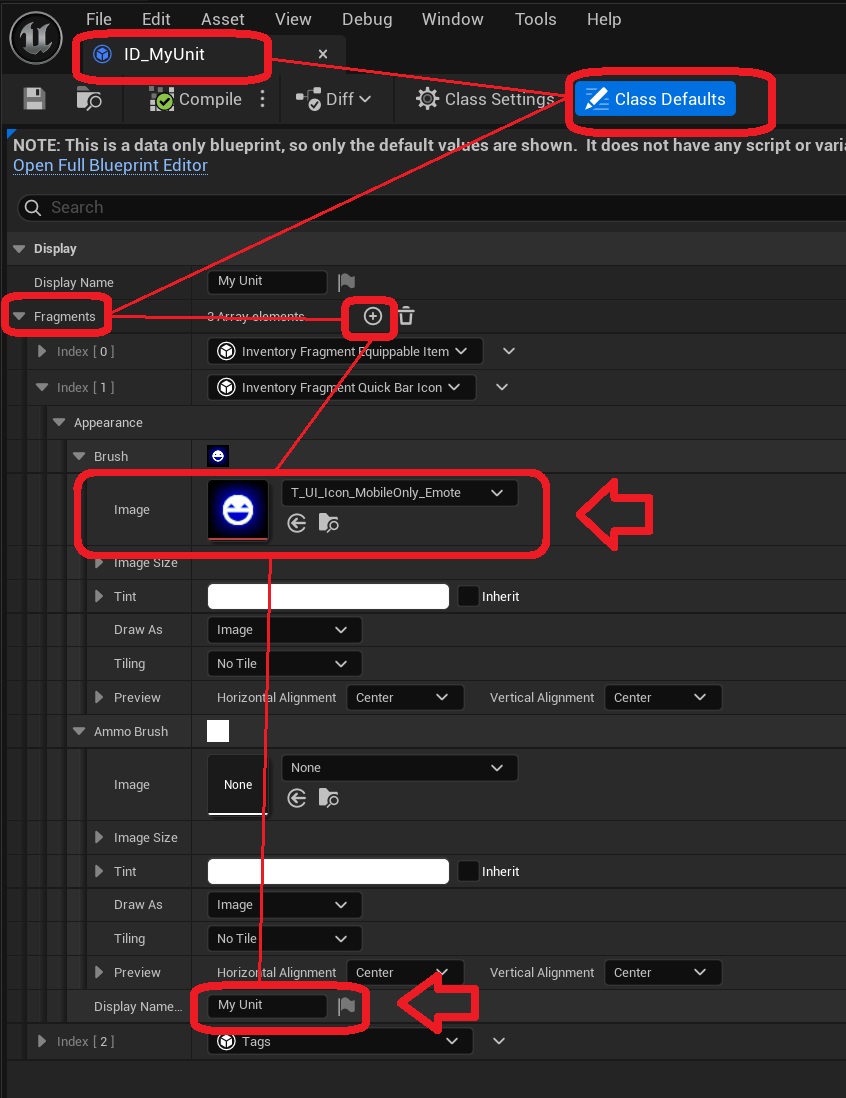 File Edit Asset View Debug Window Tools Help
ID_MyUnit
Compile Diff Class Settings Class Defaults
NOTE: This is a data only blueprint, so only the default values are shown. It does not have any script or varia
Open Full Blueprint Editor
Search
Display
Display Name My Unit
Fragments 3 Array elements
Index [ 0 ] Inventory Fragment Equippable Item
Index [ 1 ] Inventory Fragment Quick Bar Icon
Appearance
Brush
Image T_UI_Icon_MobileOnly_Emote
Image Size
Tint Inherit
Draw As Image
Tiling No Tile
Preview Horizontal Alignment Center Vertical Alignment Center
Ammo Brush
Image None None
Image Size
Tint Inherit
Draw As Image
Tiling No Tile
Preview Horizontal Alignment Center Vertical Alignment Center
Display Name... My Unit
Index [ 2 ] Tags